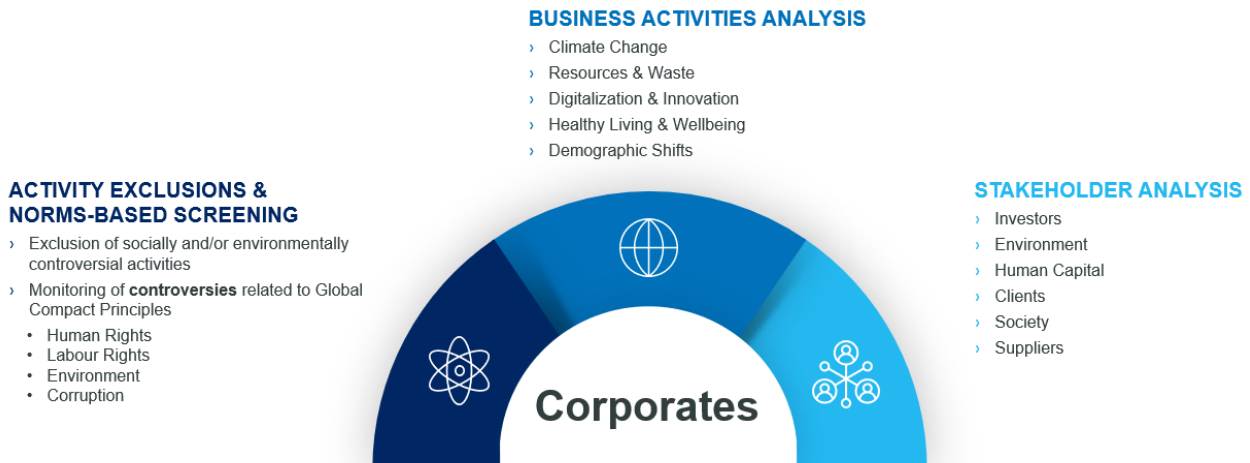 BUSINESS ACTIVITIES ANALYSIS
› Climate Change
› Resources & Waste
› Digitalization & Innovation
› Healthy Living & Wellbeing
› Demographic Shifts
ACTIVITY EXCLUSIONS &
NORMS-BASED SCREENING
› Exclusion of socially and/or environmentally
controversial activities
› Monitoring of controversies related to Global
Compact Principles
• Human Rights
• Labour Rights
• Environment
• Corruption
STAKEHOLDER ANALYSIS
› Investors
› Environment
› Human Capital
› Clients
› Society
› Suppliers
Corporates